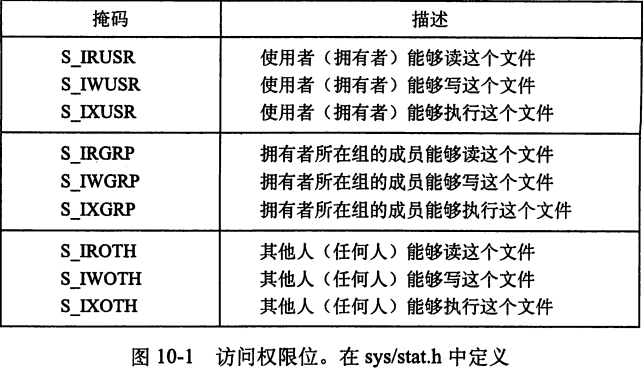 掩码 描述
S_IRUSR 使用者（拥有者）能够读这个文件
S_IWUSR 使用者（拥有者）能够写这个文件
S_IXUSR 使用者（拥有者）能够执行这个文件
S_IRGRP 拥有者所在组的成员能够读这个文件
S_IWGRP 拥有者所在组的成员能够写这个文件
S_IXGRP 拥有者所在组的成员能够执行这个文件
S_IROTH 其他人（任何人）能够读这个文件
S_IWOTH 其他人（任何人）能够写这个文件
S_IXOTH 其他人（任何人）能够执行这个文件
图 10-1 访问权限位。在 sys/stat.h 中定义